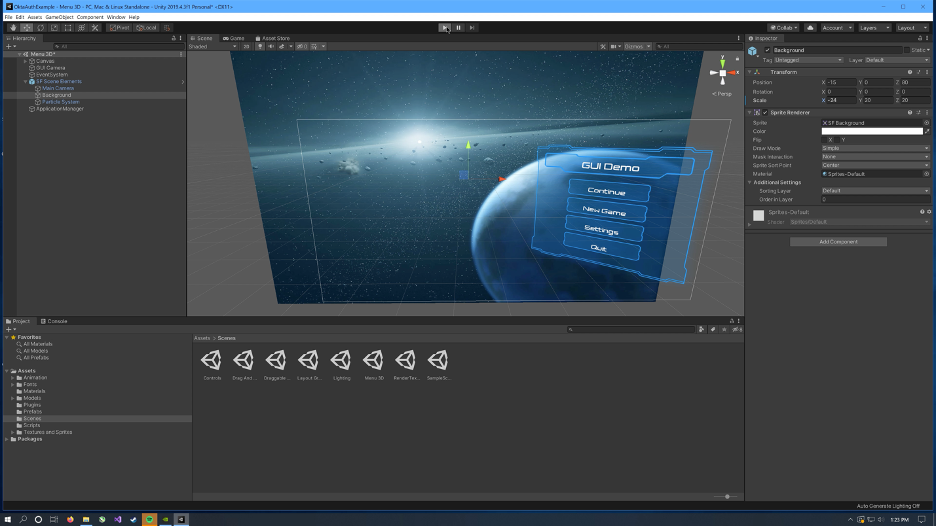 OktaAuthExample - Menu 3D - PC, Mac & Linux Standalone - Unity 2019.4.3f1 Personal* <DX11>
File Edit Assets GameObject Component Window Help
Pivot Local
Collab Account Layers Layout
Hierarchy
All
Menu 3D*
Canvas
GUI Camera
EventSystem
SF Scene Elements
Main Camera
Background
Particle System
ApplicationManager
Scene Game Asset Store
Shaded 2D Gizmos All
Persp
GUI Demo
Continue
New Game
Settings
Quit
Inspector
Background Static
Tag Untagged Layer Default
Transform
Position X -15 Y 0 Z 80
Rotation X 0 Y 0 Z 0
Scale X -24 Y 20 Z 20
Sprite Renderer
Sprite SF Background
Color
Flip X Y
Draw Mode Simple
Mask Interaction None
Sprite Sort Point Center
Material Sprites-Default
Additional Settings
Sorting Layer Default
Order in Layer 0
Sprites-Default
Shader Sprites/Default
Add Component
Project Console
Favorites
All Materials
All Models
All Prefabs
Assets
Animation
Fonts
Materials
Models
Plugins
Prefabs
Scenes
Scripts
Textures and Sprites
Packages
Assets > Scenes
Controls Drag And ... Draggable ... Layout Gr... Lighting Menu 3D RenderTex... SampleSc...
Auto Generate Lighting Off
1:23 PM